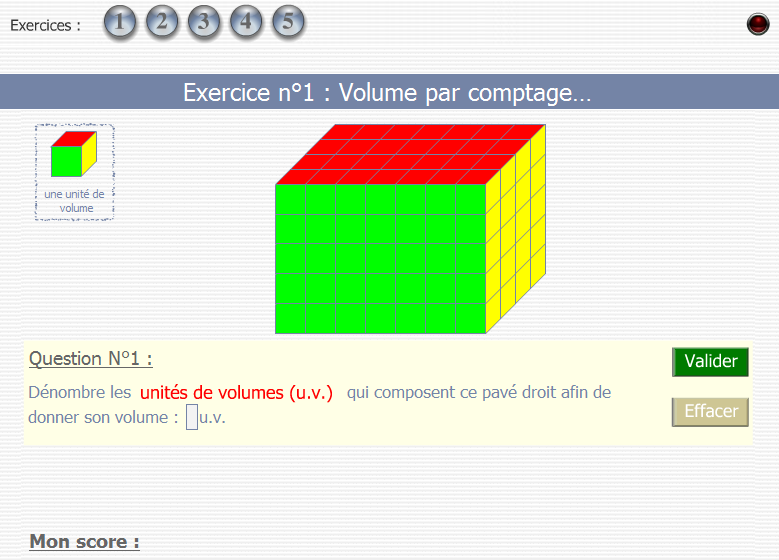 Exercices : 1 2 3 4 5
Exercice n°1 : Volume par comptage...
une unité de
volume
Question N°1 :
Valider
Dénombre les unités de volumes (u.v.) qui composent ce pavé droit afin de
donner son volume : u.v.
Effacer
Mon score :